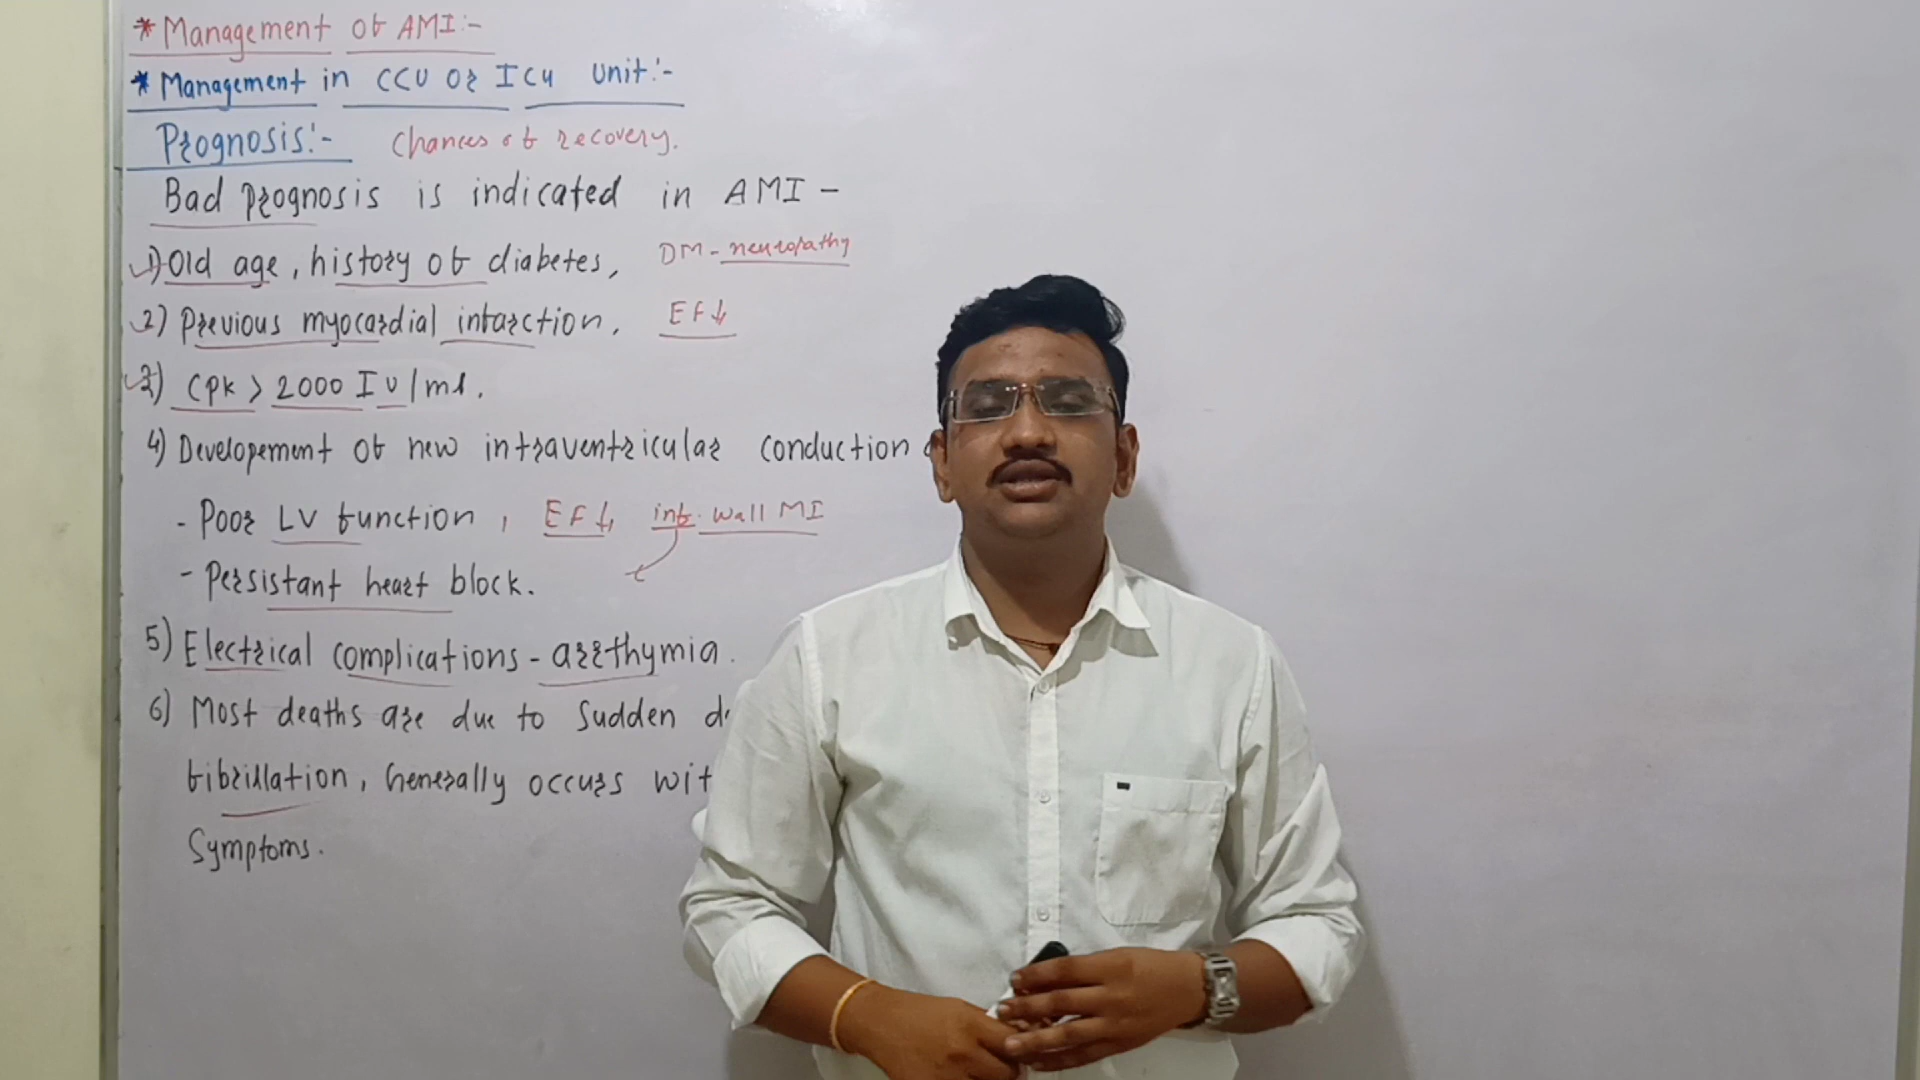 * Management of AMI:-
* Management in CCU or ICU Unit:-
Prognosis:- Chances of recovery.
Bad prognosis is indicated in AMI -
1) Old age, history of diabetes, DM - neuropathy
2) Previous myocardial infarction. EF↓
3) CPK > 2000 IU/ml.
4) Developement of new intraventricular conduction
- Poor LV function, EF↓, inf. wall MI
- Persistant heart block.
5) Electrical complications - arrthymia.
6) Most deaths are due to Sudden
fibrillation, Generally occurs
Symptoms.